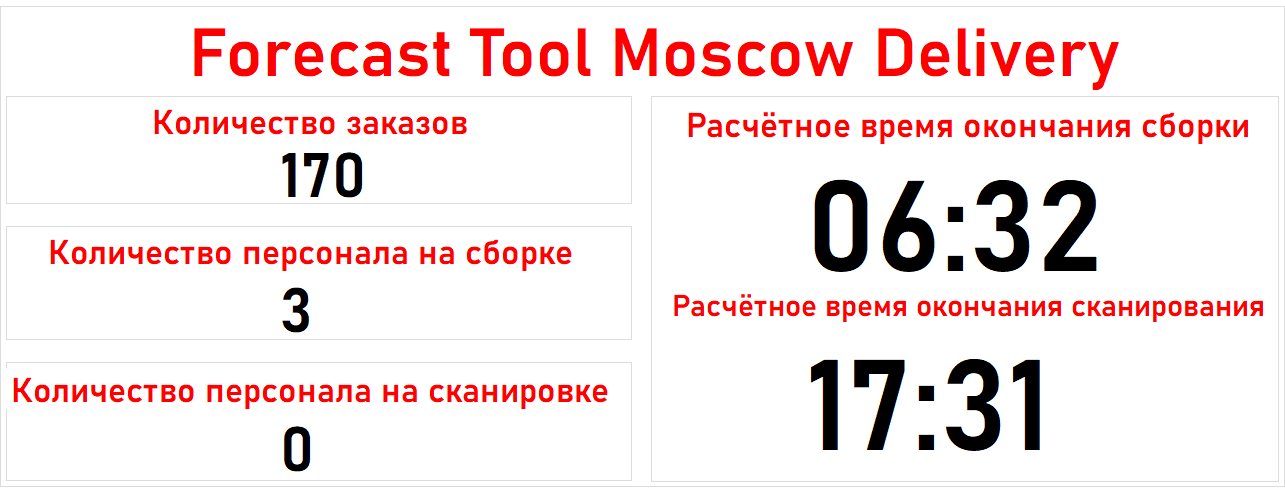 Forecast Tool Moscow Delivery
Количество заказов
170
Количество персонала на сборке
3
Количество персонала на сканировке
0
Расчётное время окончания сборки
06:32
Расчётное время окончания сканирования
17:31